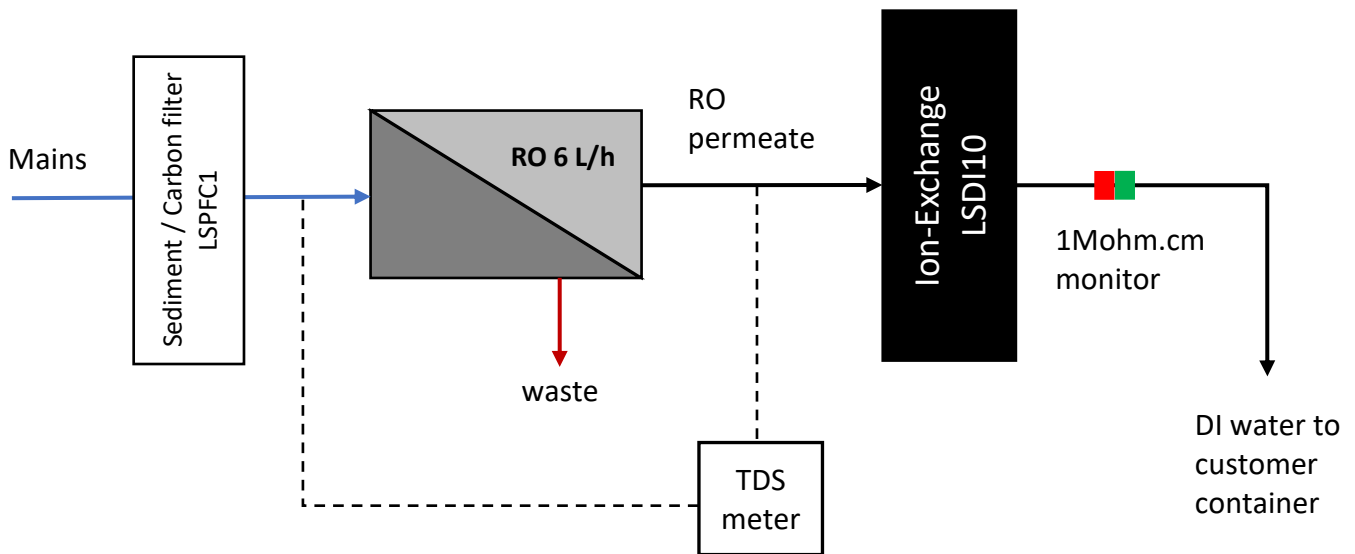 Mains
Sediment / Carbon filter
LSPFC1
RO 6 L/h
waste
RO
permeate
Ion-Exchange
LSDI10
1Mohm.cm
monitor
TDS
meter
DI water to
customer
container